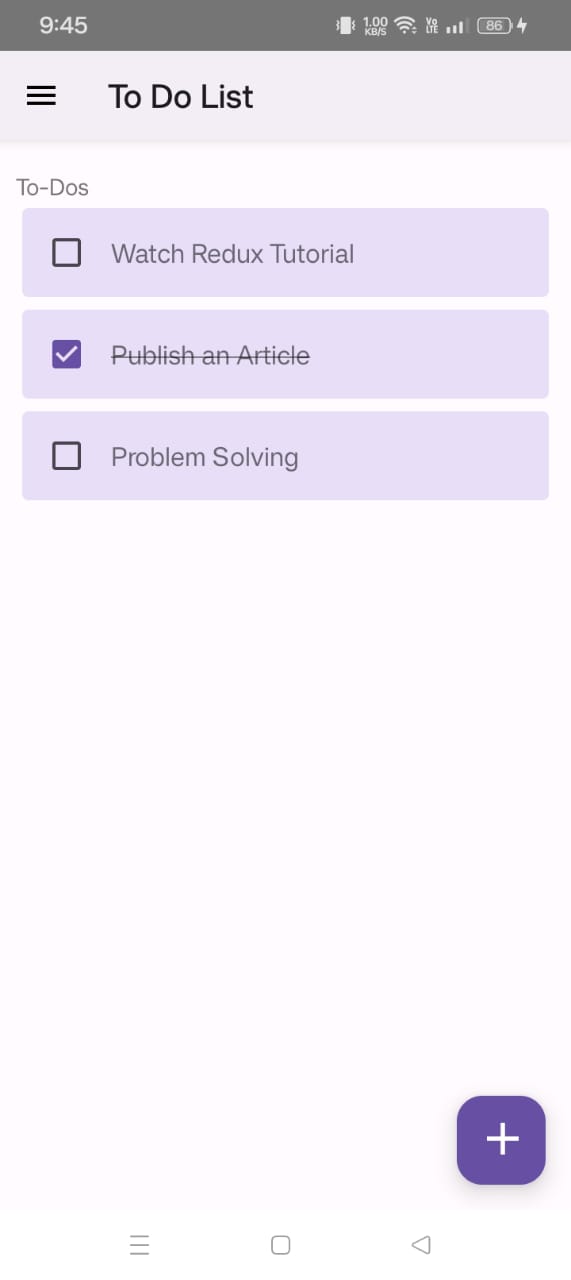 9:45
1.00 KB/S Vo LTE 86
To Do List
To-Dos
Watch Redux Tutorial
Publish an Article
Problem Solving